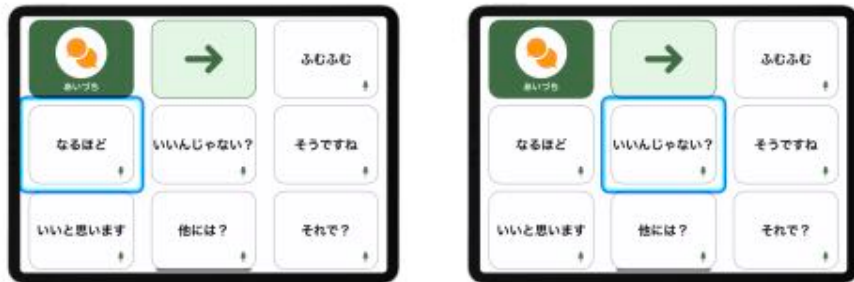 あいづち
ふむふむ
なるほど
いいんじゃない？
そうですね
いいと思います
他には？
それで？
あいづち
ふむふむ
なるほど
いいんじゃない？
そうですね
いいと思います
他には？
それで？